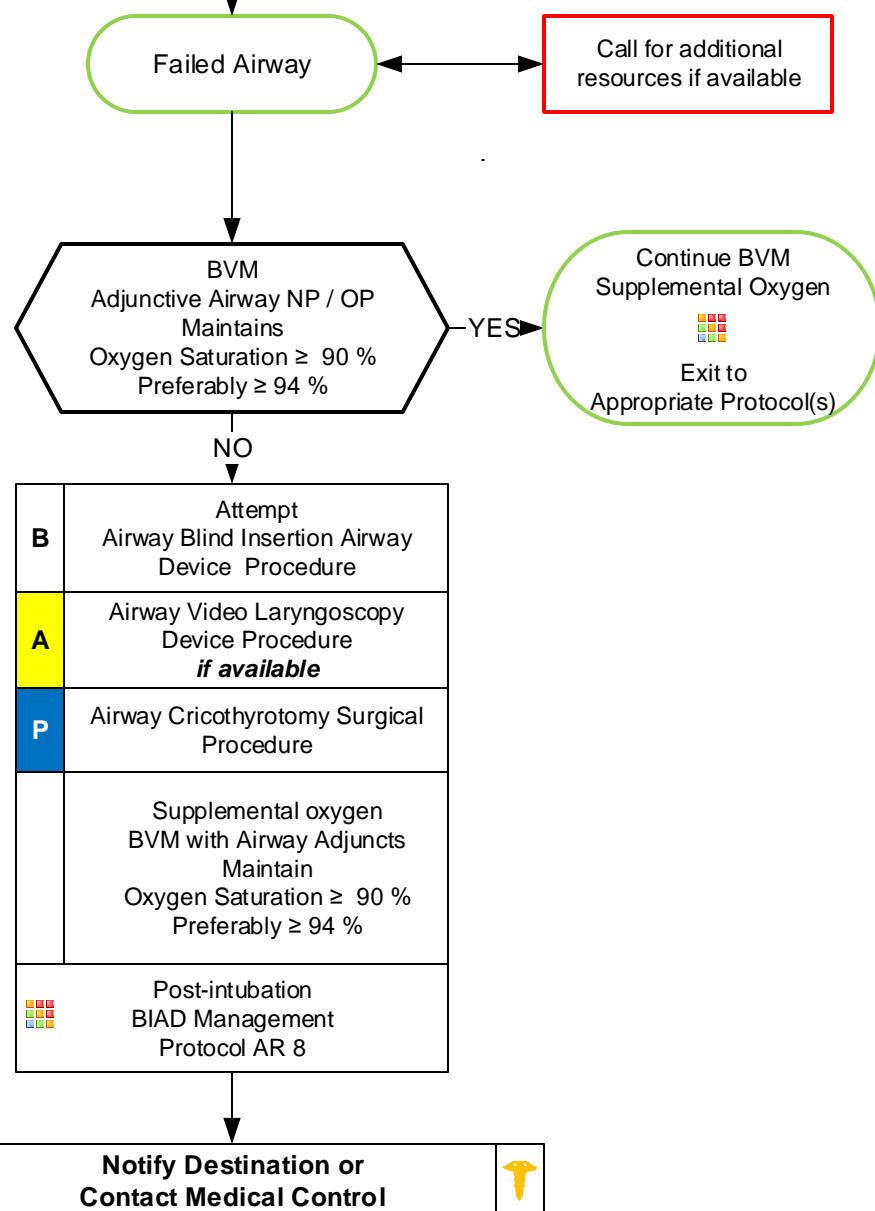 Failed Airway
Call for additional
resources if available
BVM
Adjunctive Airway NP / OP
Maintains
Oxygen Saturation ≥ 90 %
Preferably ≥ 94 %
YES
Continue BVM
Supplemental Oxygen
Exit to
Appropriate Protocol(s)
NO
B
Attempt
Airway Blind Insertion Airway
Device Procedure
A
Airway Video Laryngoscopy
Device Procedure
if available
P
Airway Cricothyrotomy Surgical
Procedure
Supplemental oxygen
BVM with Airway Adjuncts
Maintain
Oxygen Saturation ≥ 90 %
Preferably ≥ 94 %
Post-intubation
BIAD Management
Protocol AR 8
Notify Destination or
Contact Medical Control